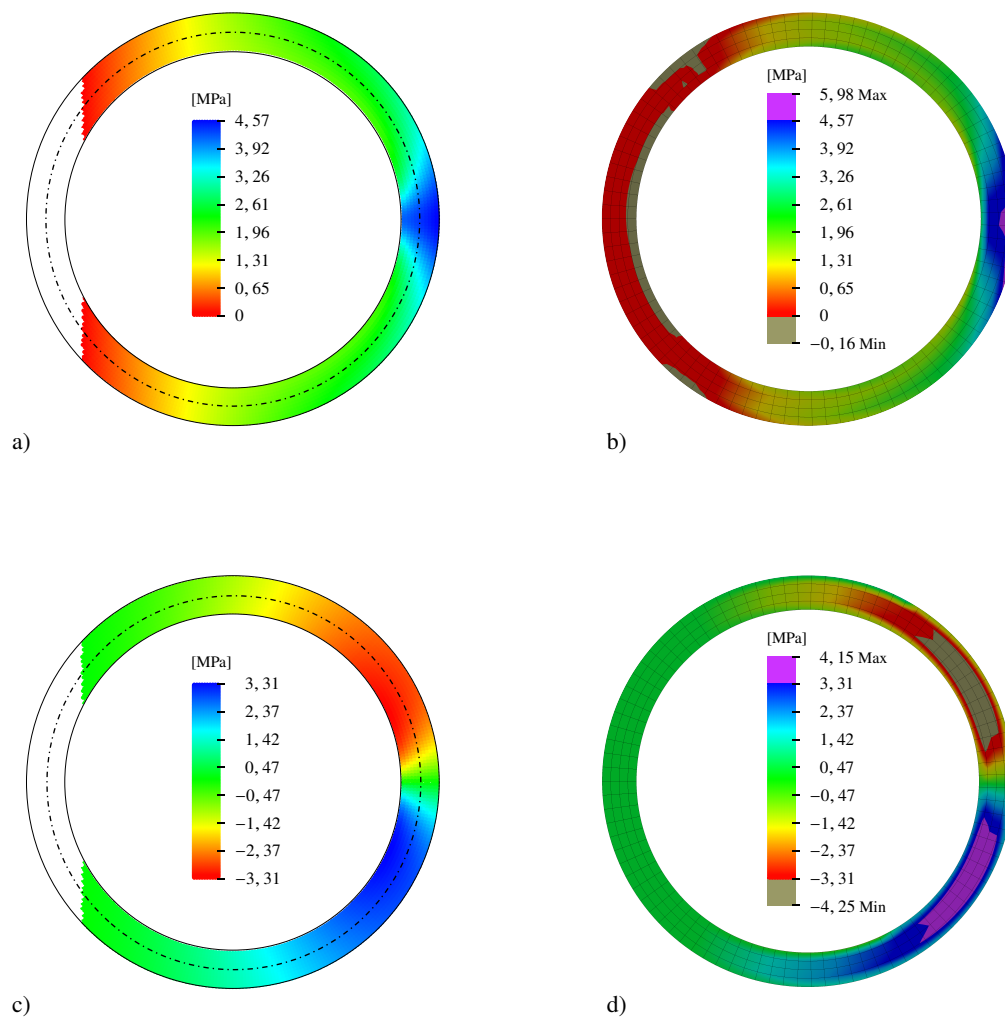 [MPa]
4, 57
3, 92
3, 26
2, 61
1, 96
1, 31
0, 65
0
a)
[MPa]
5, 98 Max
4, 57
3, 92
3, 26
2, 61
1, 96
1, 31
0, 65
0
−0, 16 Min
b)
[MPa]
3, 31
2, 37
1, 42
0, 47
−0, 47
−1, 42
−2, 37
−3, 31
c)
[MPa]
4, 15 Max
3, 31
2, 37
1, 42
0, 47
−0, 47
−1, 42
−2, 37
−3, 31
−4, 25 Min
d)